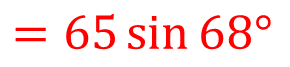 = 65 sin 68°